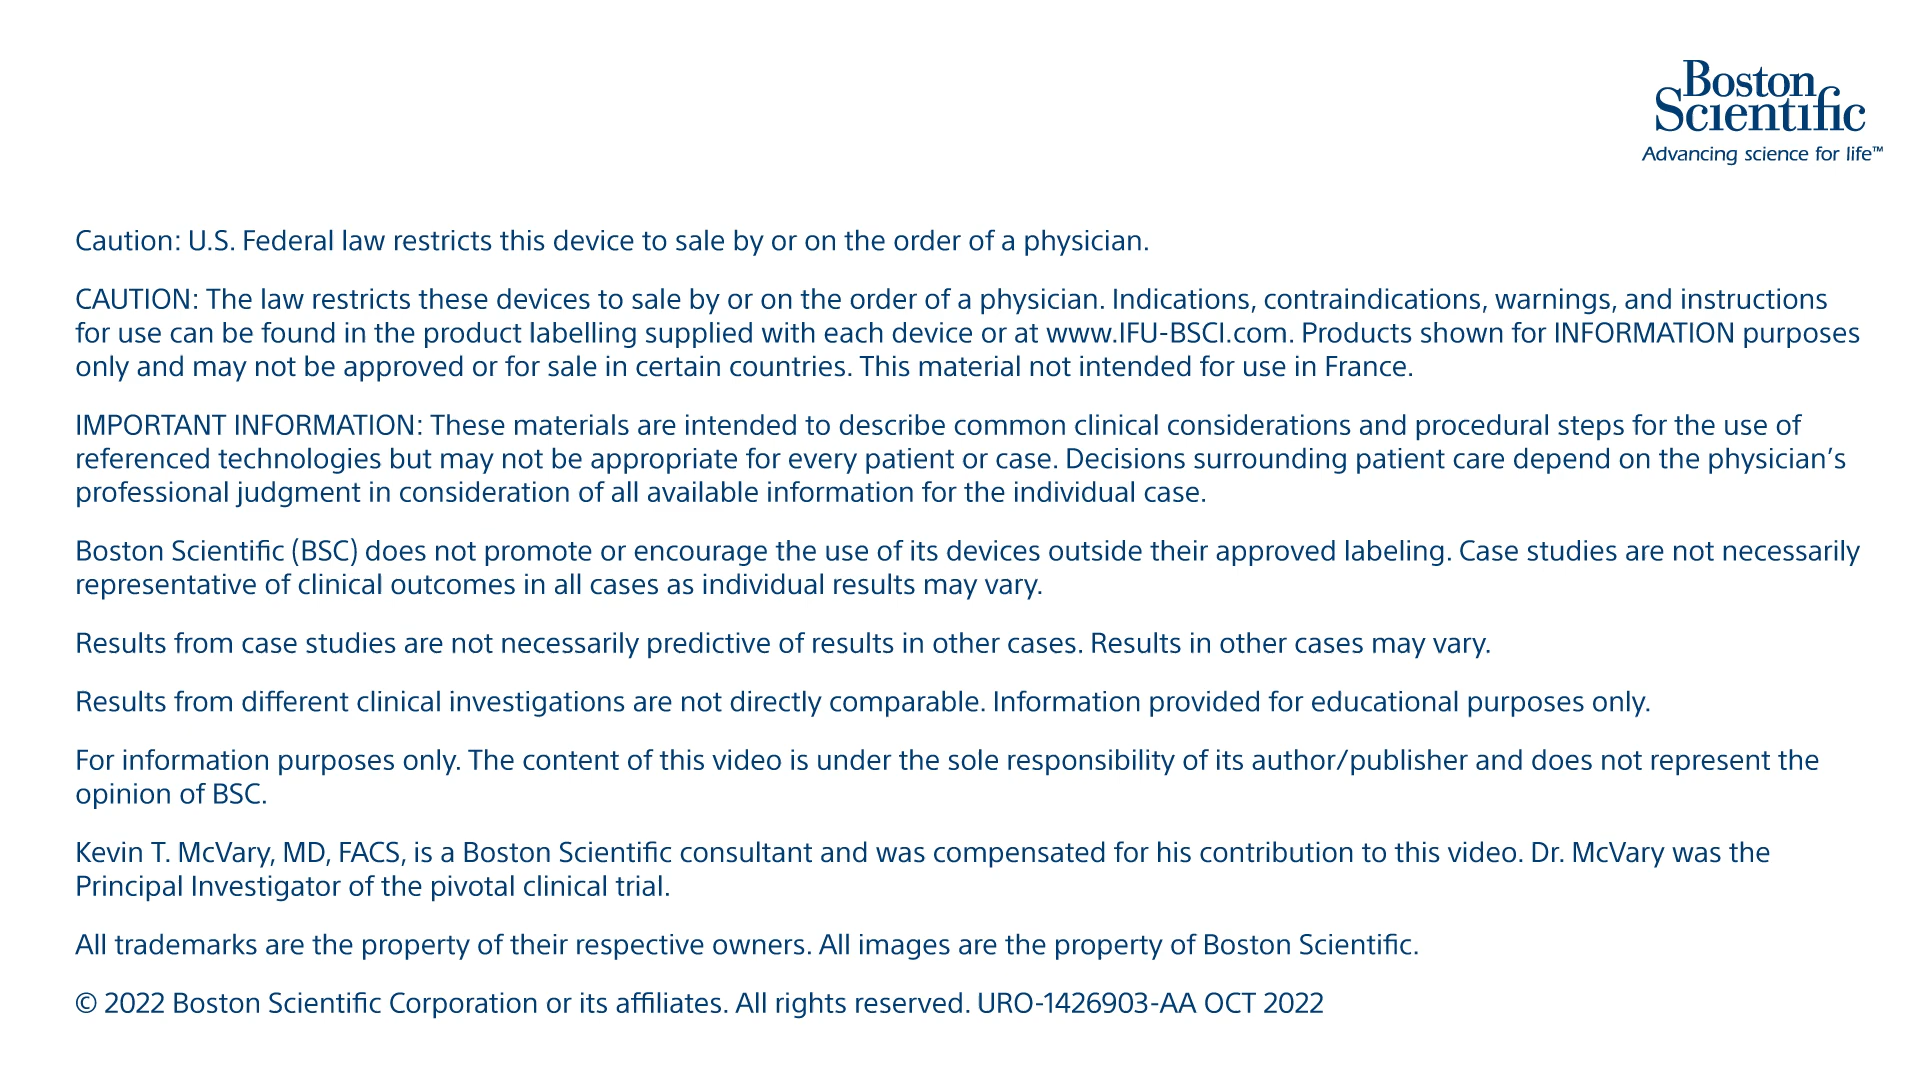 Boston
Scientific
Advancing science for life™
Caution: U.S. Federal law restricts this device to sale by or on the order of a physician.
CAUTION: The law restricts these devices to sale by or on the order of a physician. Indications, contraindications, warnings, and instructions
for use can be found in the product labelling supplied with each device or at www.IFU-BSCI.com. Products shown for INFORMATION purposes
only and may not be approved or for sale in certain countries. This material not intended for use in France.
IMPORTANT INFORMATION: These materials are intended to describe common clinical considerations and procedural steps for the use of
referenced technologies but may not be appropriate for every patient or case. Decisions surrounding patient care depend on the physician’s
professional judgment in consideration of all available information for the individual case.
Boston Scientific (BSC) does not promote or encourage the use of its devices outside their approved labeling. Case studies are not necessarily
representative of clinical outcomes in all cases as individual results may vary.
Results from case studies are not necessarily predictive of results in other cases. Results in other cases may vary.
Results from different clinical investigations are not directly comparable. Information provided for educational purposes only.
For information purposes only. The content of this video is under the sole responsibility of its author/publisher and does not represent the
opinion of BSC.
Kevin T. McVary, MD, FACS, is a Boston Scientific consultant and was compensated for his contribution to this video. Dr. McVary was the
Principal Investigator of the pivotal clinical trial.
All trademarks are the property of their respective owners. All images are the property of Boston Scientific.
© 2022 Boston Scientific Corporation or its affiliates. All rights reserved. URO-1426903-AA OCT 2022